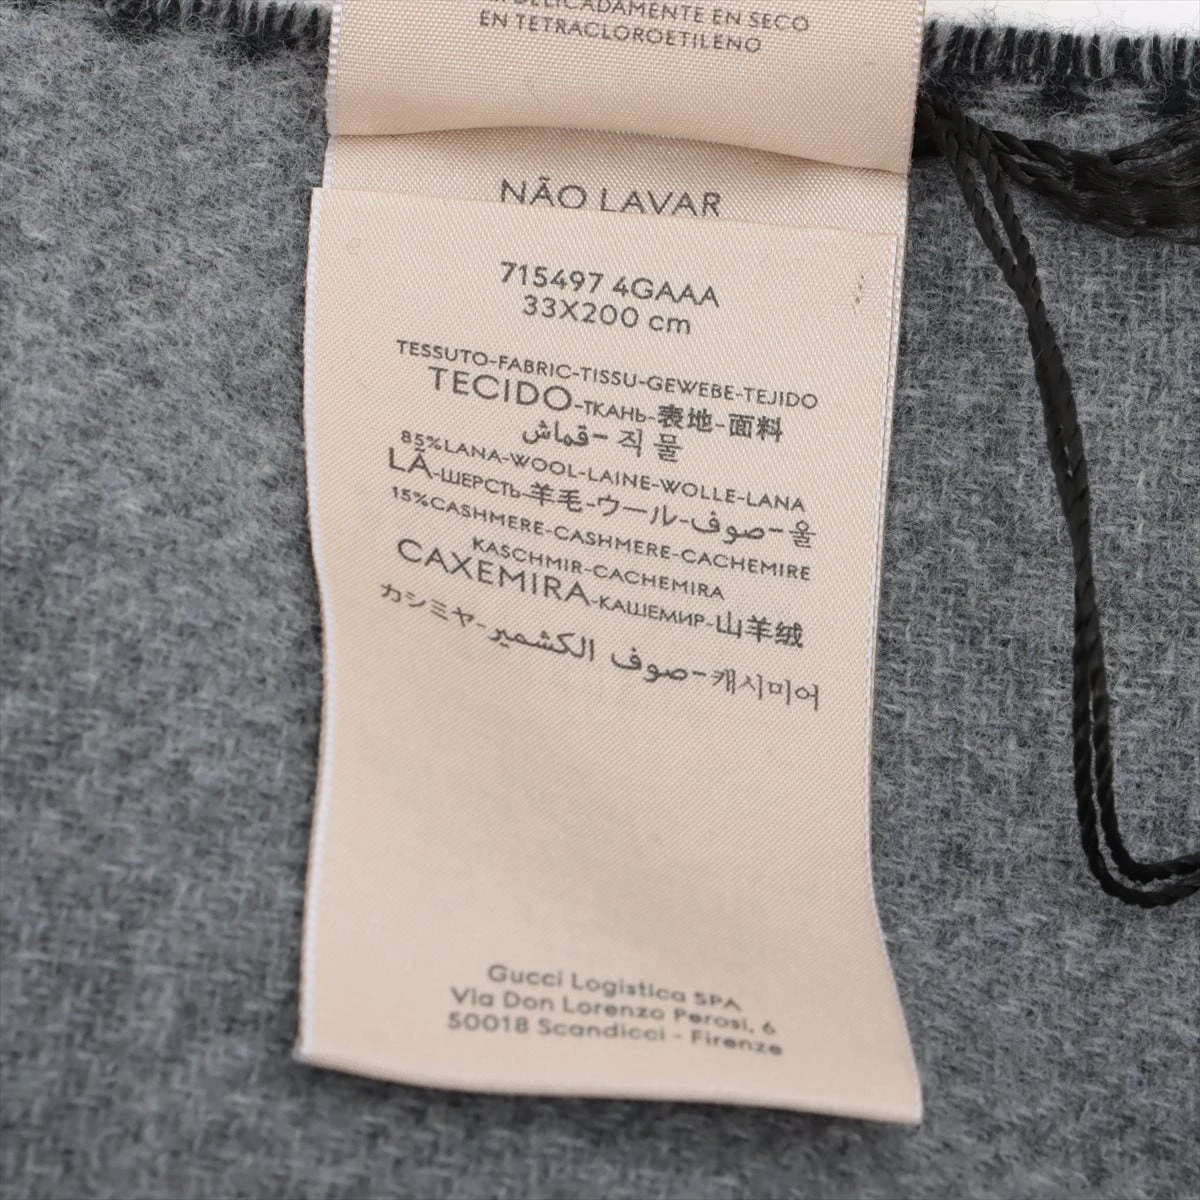 DELICADAMENTE EN SECO
EN TETRACLOROETILENO
NÃO LAVAR
715497 4GAAA
33X200 cm
TESSUTO-FABRIC-TISSU-GEWEBE-TEJIDO
TECIDO-ТКАНЬ-表地-面料
قماش-직물
85%LANA-WOOL-LAINE-WOLLE-LANA
LÃ-ШЕРСТЬ-羊毛-ウール-صوف-울
15%CASHMERE-CASHMERE-CACHEMIRE
KASCHMIR-CACHEMIRA
CAXEMIRA-КАШЕМИР-山羊绒
カシミヤ-صوف الكشمير-캐시미어
Gucci Logistica SPA
Via Don Lorenzo Perosi, 6
50018 Scandicci - Firenze